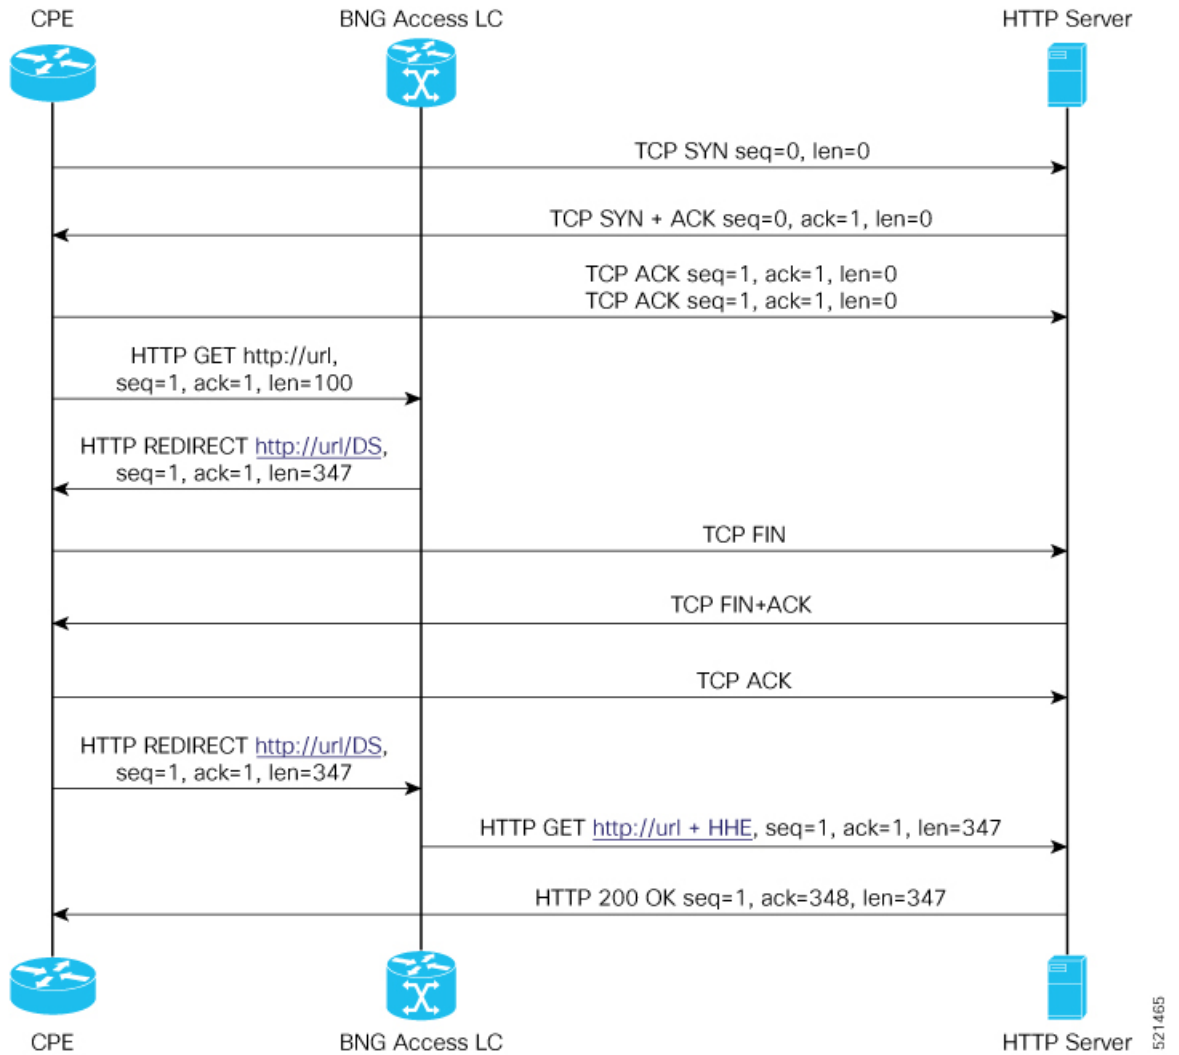 CPE
BNG Access LC
HTTP Server
TCP SYN seq=0, len=0
TCP SYN + ACK seq=0, ack=1, len=0
TCP ACK seq=1, ack=1, len=0
TCP ACK seq=1, ack=1, len=0
HTTP GET http://url,
seq=1, ack=1, len=100
HTTP REDIRECT http://url/DS,
seq=1, ack=1, len=347
TCP FIN
TCP FIN+ACK
TCP ACK
HTTP REDIRECT http://url/DS,
seq=1, ack=1, len=347
HTTP GET http://url + HHE, seq=1, ack=1, len=347
HTTP 200 OK seq=1, ack=348, len=347
CPE
BNG Access LC
HTTP Server
521465